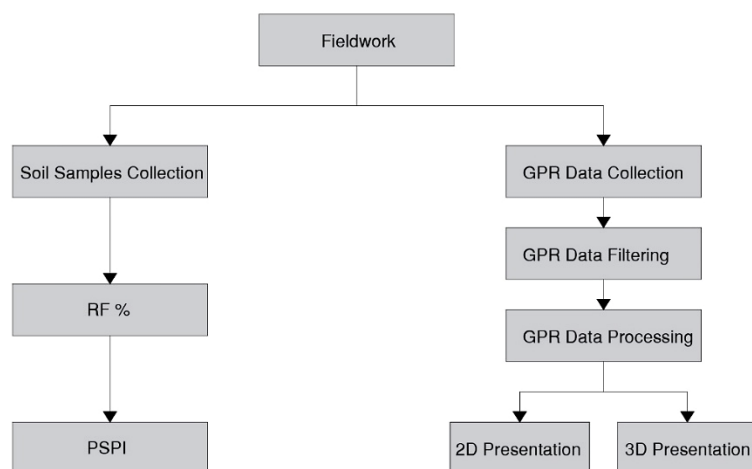 Fieldwork
Soil Samples Collection
GPR Data Collection
GPR Data Filtering
RF %
GPR Data Processing
PSPI
2D Presentation
3D Presentation